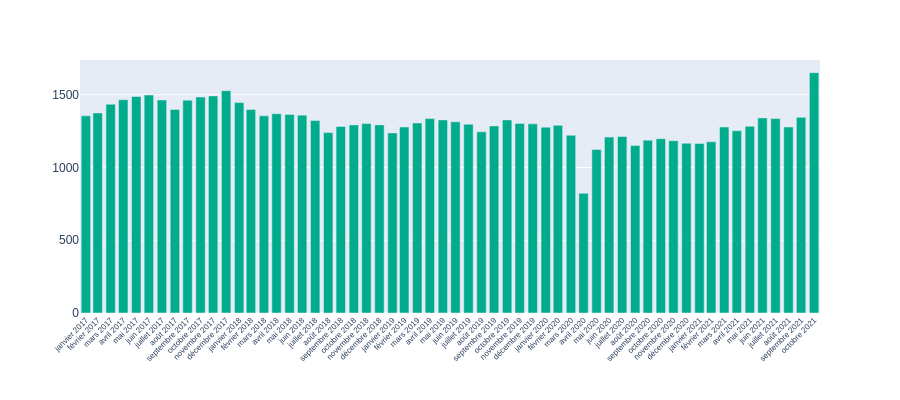 1500
1000
500
0
janvier 2017
février 2017
mars 2017
avril 2017
mai 2017
juin 2017
juillet 2017
août 2017
septembre 2017
octobre 2017
novembre 2017
décembre 2017
janvier 2018
février 2018
mars 2018
avril 2018
mai 2018
juin 2018
juillet 2018
août 2018
septembre 2018
octobre 2018
novembre 2018
décembre 2018
janvier 2019
février 2019
mars 2019
avril 2019
mai 2019
juin 2019
juillet 2019
août 2019
septembre 2019
octobre 2019
novembre 2019
décembre 2019
janvier 2020
février 2020
mars 2020
avril 2020
mai 2020
juin 2020
juillet 2020
août 2020
septembre 2020
octobre 2020
novembre 2020
décembre 2020
janvier 2021
février 2021
mars 2021
avril 2021
mai 2021
juin 2021
juillet 2021
août 2021
septembre 2021
octobre 2021